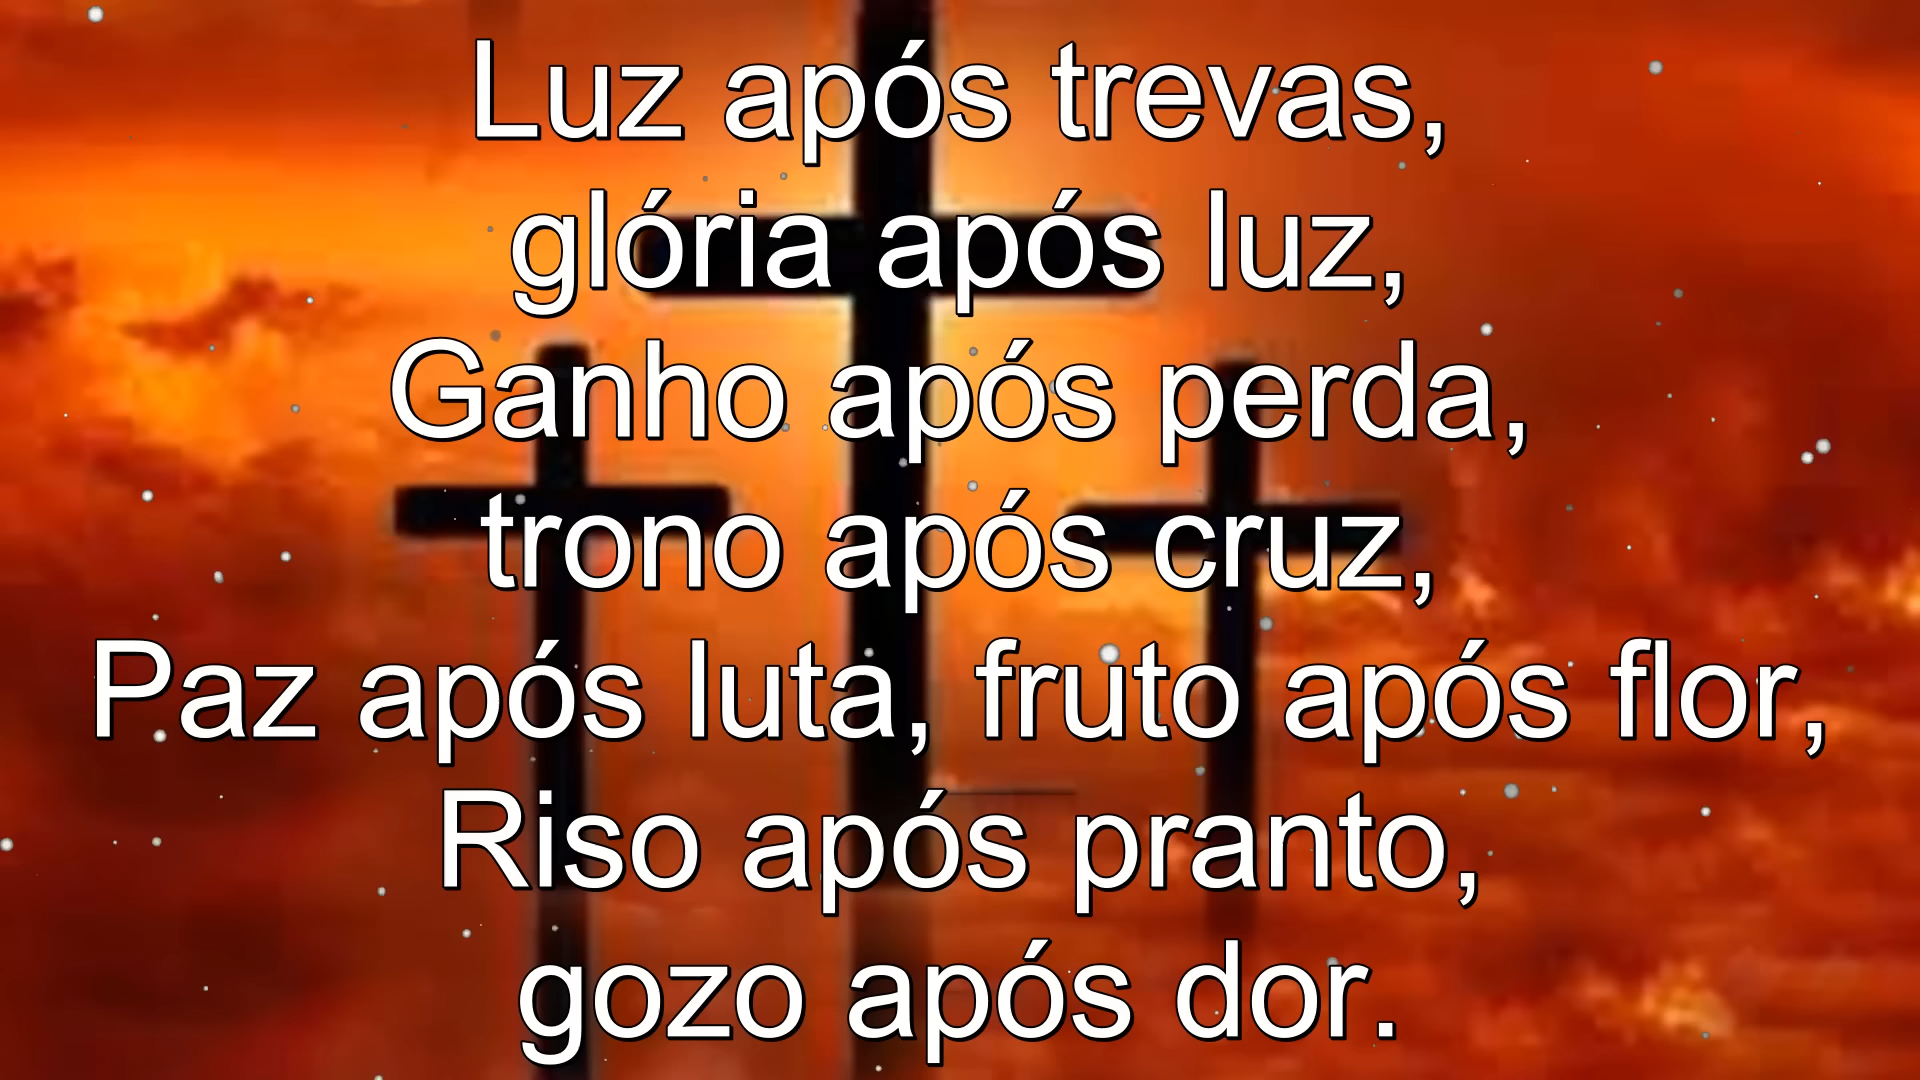 Luz após trevas,
glória após luz,
Ganho após perda,
trono após cruz,
Paz após luta, fruto após flor,
Riso após pranto,
gozo após dor.